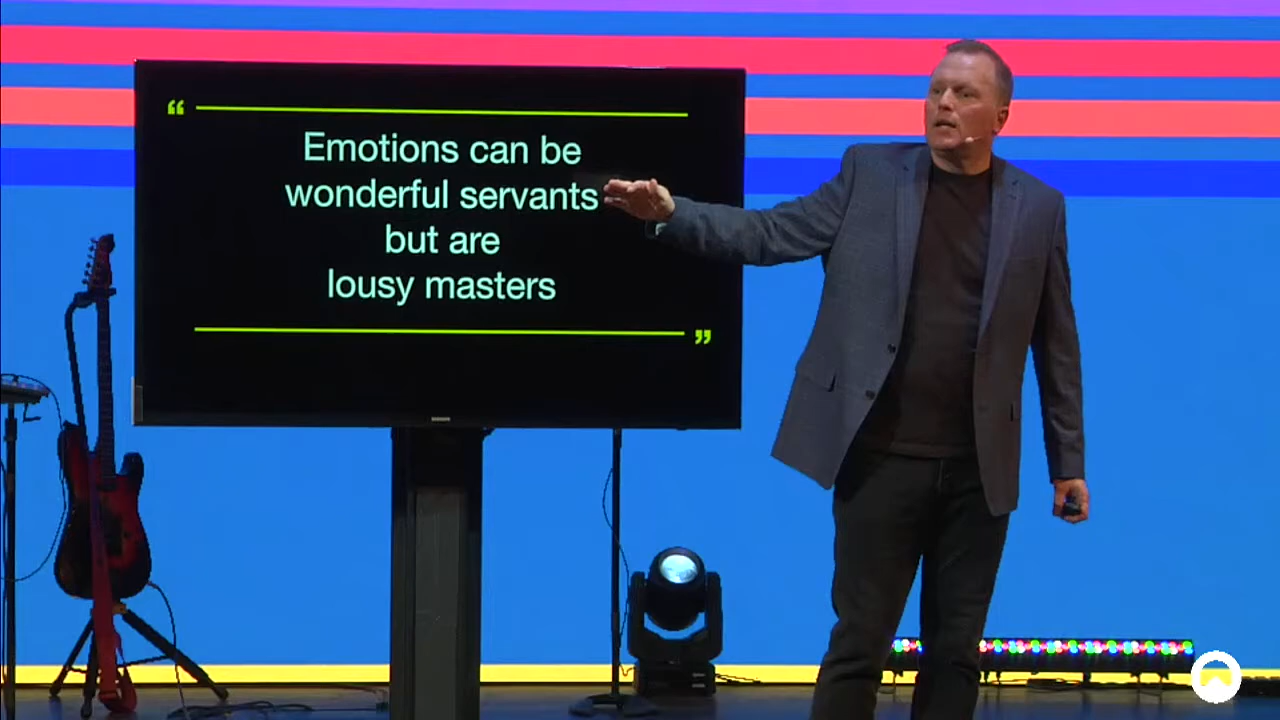 “
Emotions can be
wonderful servants
but are
lousy masters
”